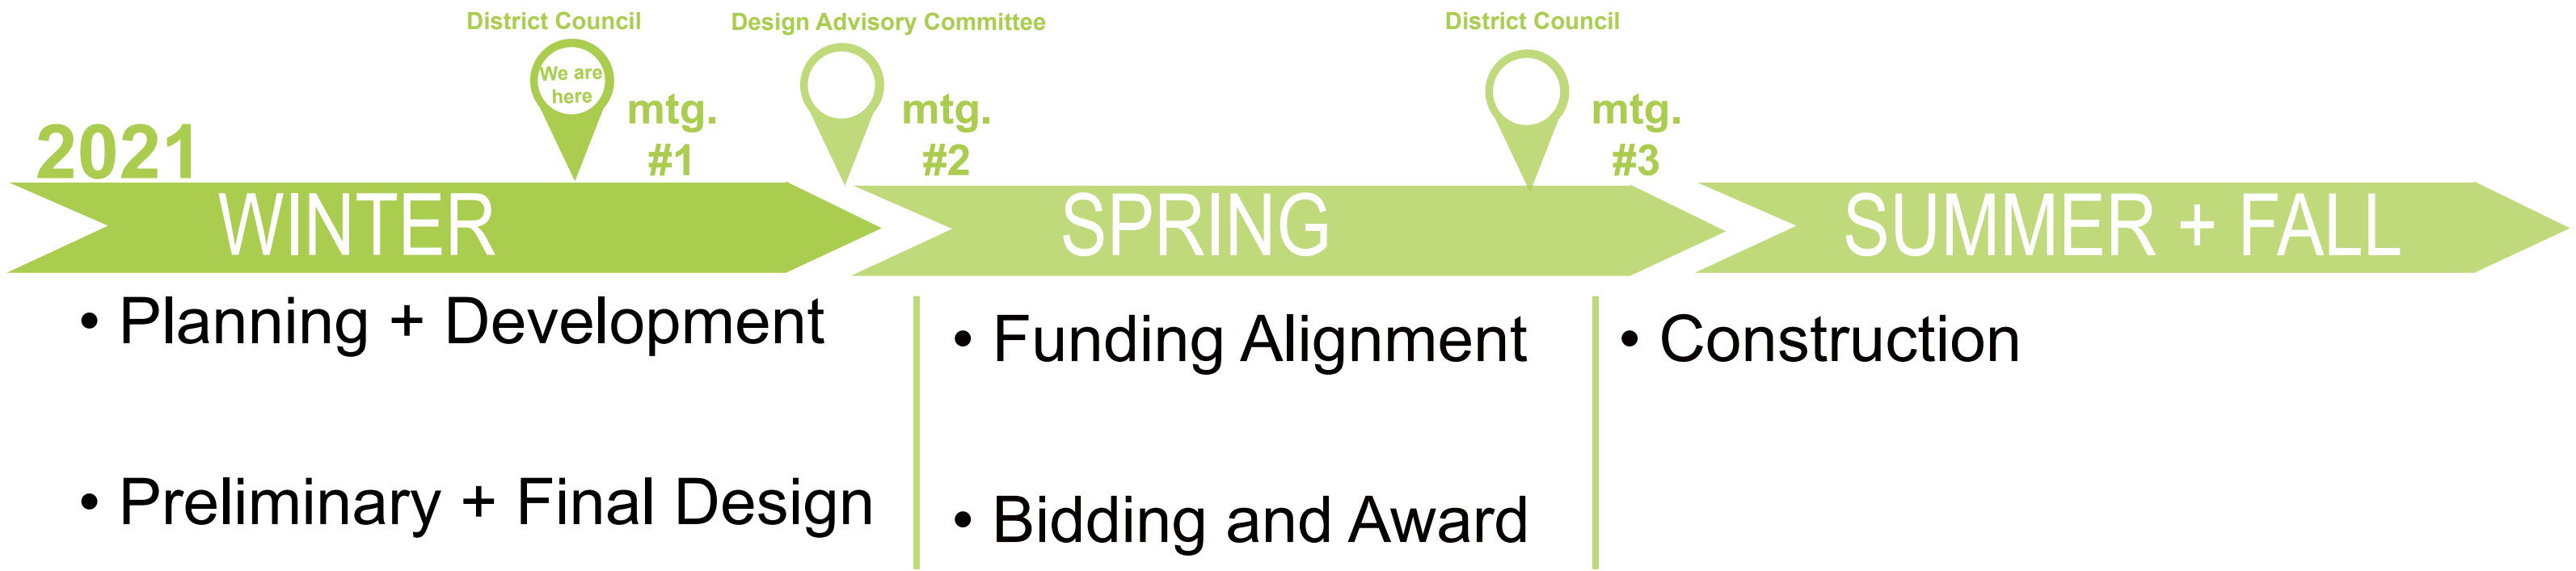 District Council
Design Advisory Committee
District Council
We are
here
mtg.
#1
mtg.
#2
mtg.
#3
2021
WINTER
SPRING
SUMMER + FALL
• Planning + Development
• Preliminary + Final Design
• Funding Alignment
• Bidding and Award
• Construction